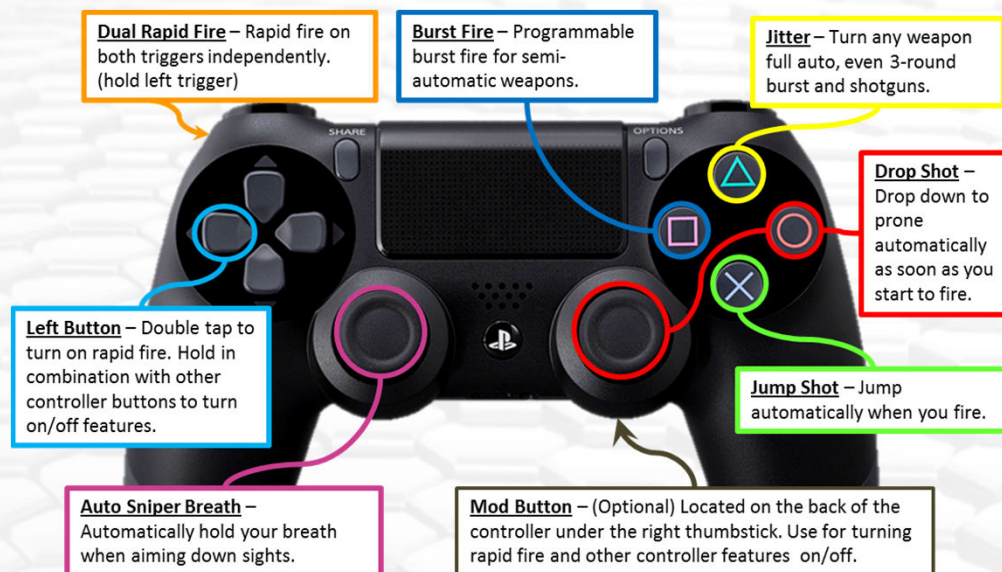 Dual Rapid Fire – Rapid fire on
both triggers independently.
(hold left trigger)
Burst Fire – Programmable
burst fire for semi-
automatic weapons.
Jitter – Turn any weapon
full auto, even 3-round
burst and shotguns.
SHARE
OPTIONS
Drop Shot –
Drop down to
prone
automatically
as soon as you
start to fire.
Left Button – Double tap to
turn on rapid fire. Hold in
combination with other
controller buttons to turn
on/off features.
Jump Shot – Jump
automatically when you fire.
Auto Sniper Breath –
Automatically hold your breath
when aiming down sights.
Mod Button – (Optional) Located on the back of the
controller under the right thumbstick. Use for turning
rapid fire and other controller features on/off.